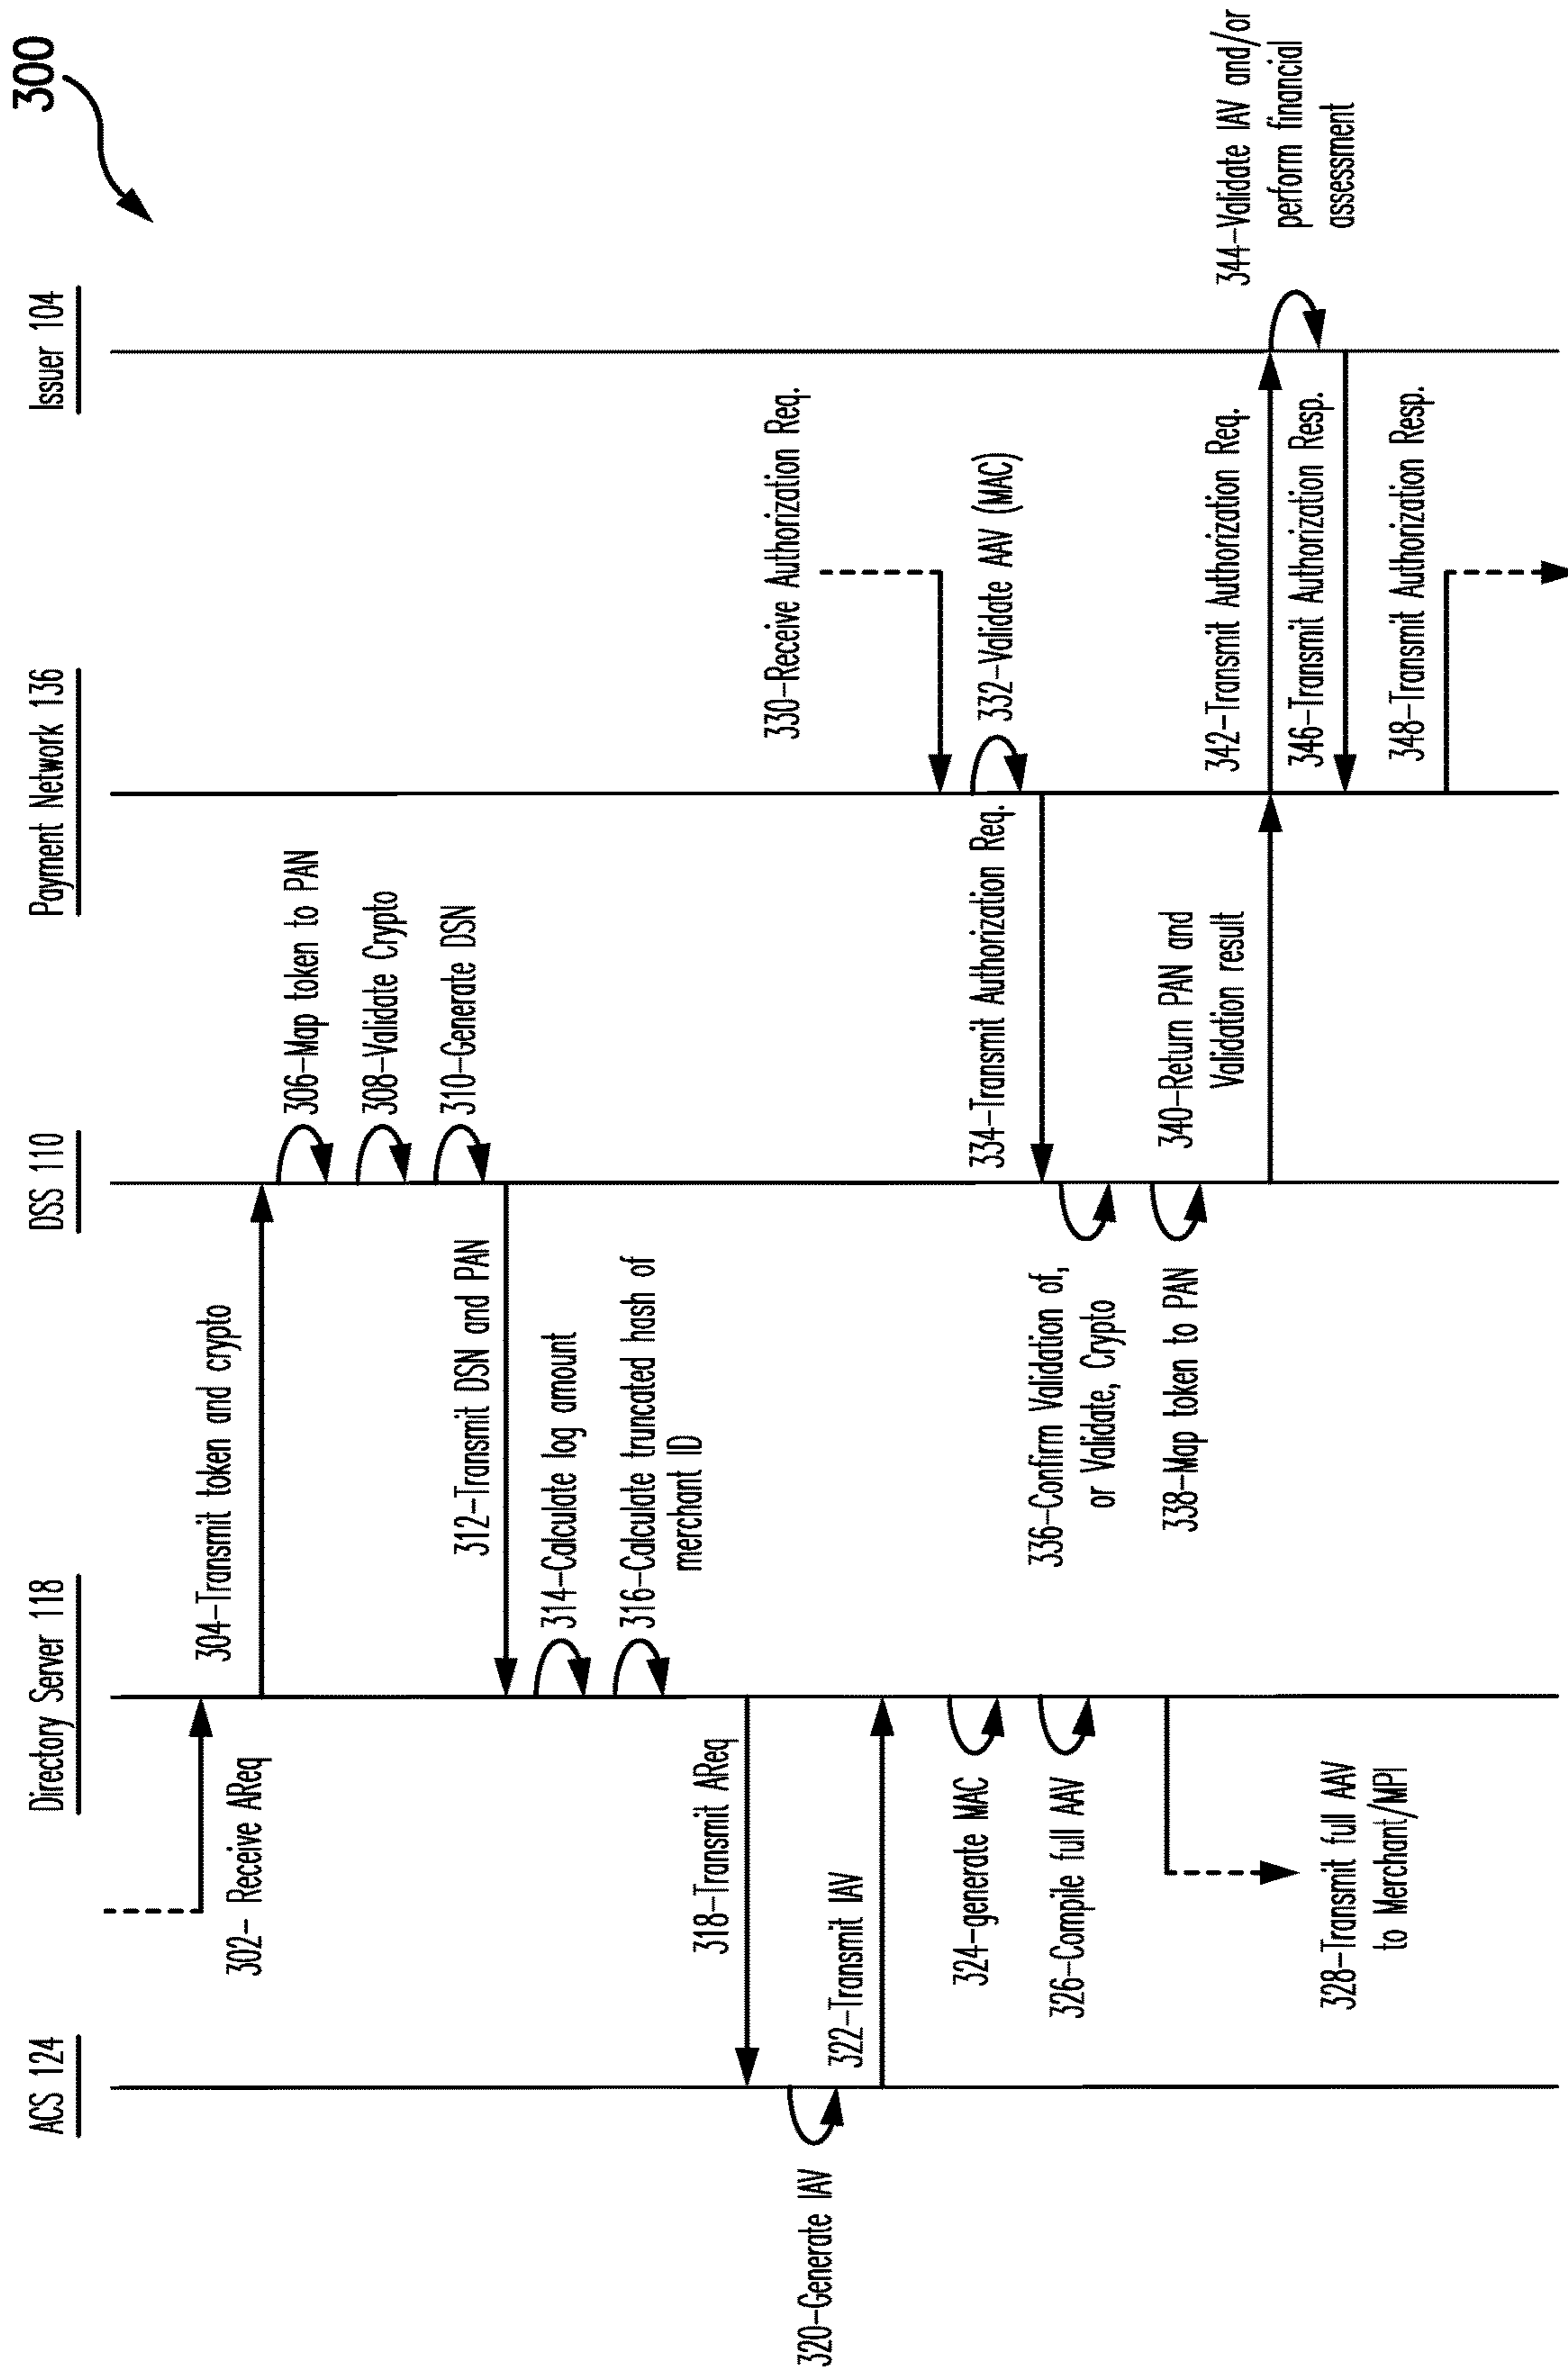 300
ACS 124
Directory Server 118
DSS 110
Payment Network 136
Issuer 104
302- Receive AReq
304-Transmit token and crypto
306-Map token to PAN
308-Validate Crypto
310-Generate DSN
312-Transmit DSN and PAN
314-Calculate log amount
316-Calculate truncated hash of
merchant ID
318-Transmit AReq
320-Generate IAV
322-Transmit IAV
324-generate MAC
326-Compile full AAV
328-Transmit full AAV
to Merchant/MPI
330-Receive Authorization Req.
332-Validate AAV (MAC)
334-Transmit Authorization Req.
336-Confirm Validation of,
or Validate, Crypto
338-Map token to PAN
340-Return PAN and
Validation result
342-Transmit Authorization Req.
344-Validate IAV and/or
perform financial
assessment
346-Transmit Authorization Resp.
348-Transmit Authorization Resp.